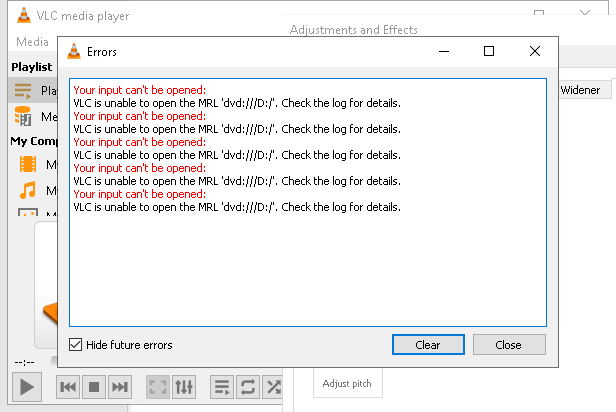 VLC media player
Adjustments and Effects
Media
Errors
Playlist
Widener
Your input can't be opened:
VLC is unable to open the MRL 'dvd:///D:/'. Check the log for details.
Your input can't be opened:
VLC is unable to open the MRL 'dvd:///D:/'. Check the log for details.
Your input can't be opened:
VLC is unable to open the MRL 'dvd:///D:/'. Check the log for details.
Your input can't be opened:
VLC is unable to open the MRL 'dvd:///D:/'. Check the log for details.
Your input can't be opened:
VLC is unable to open the MRL 'dvd:///D:/'. Check the log for details.
My
Hide future errors
Clear
Close
--:--
Adjust pitch